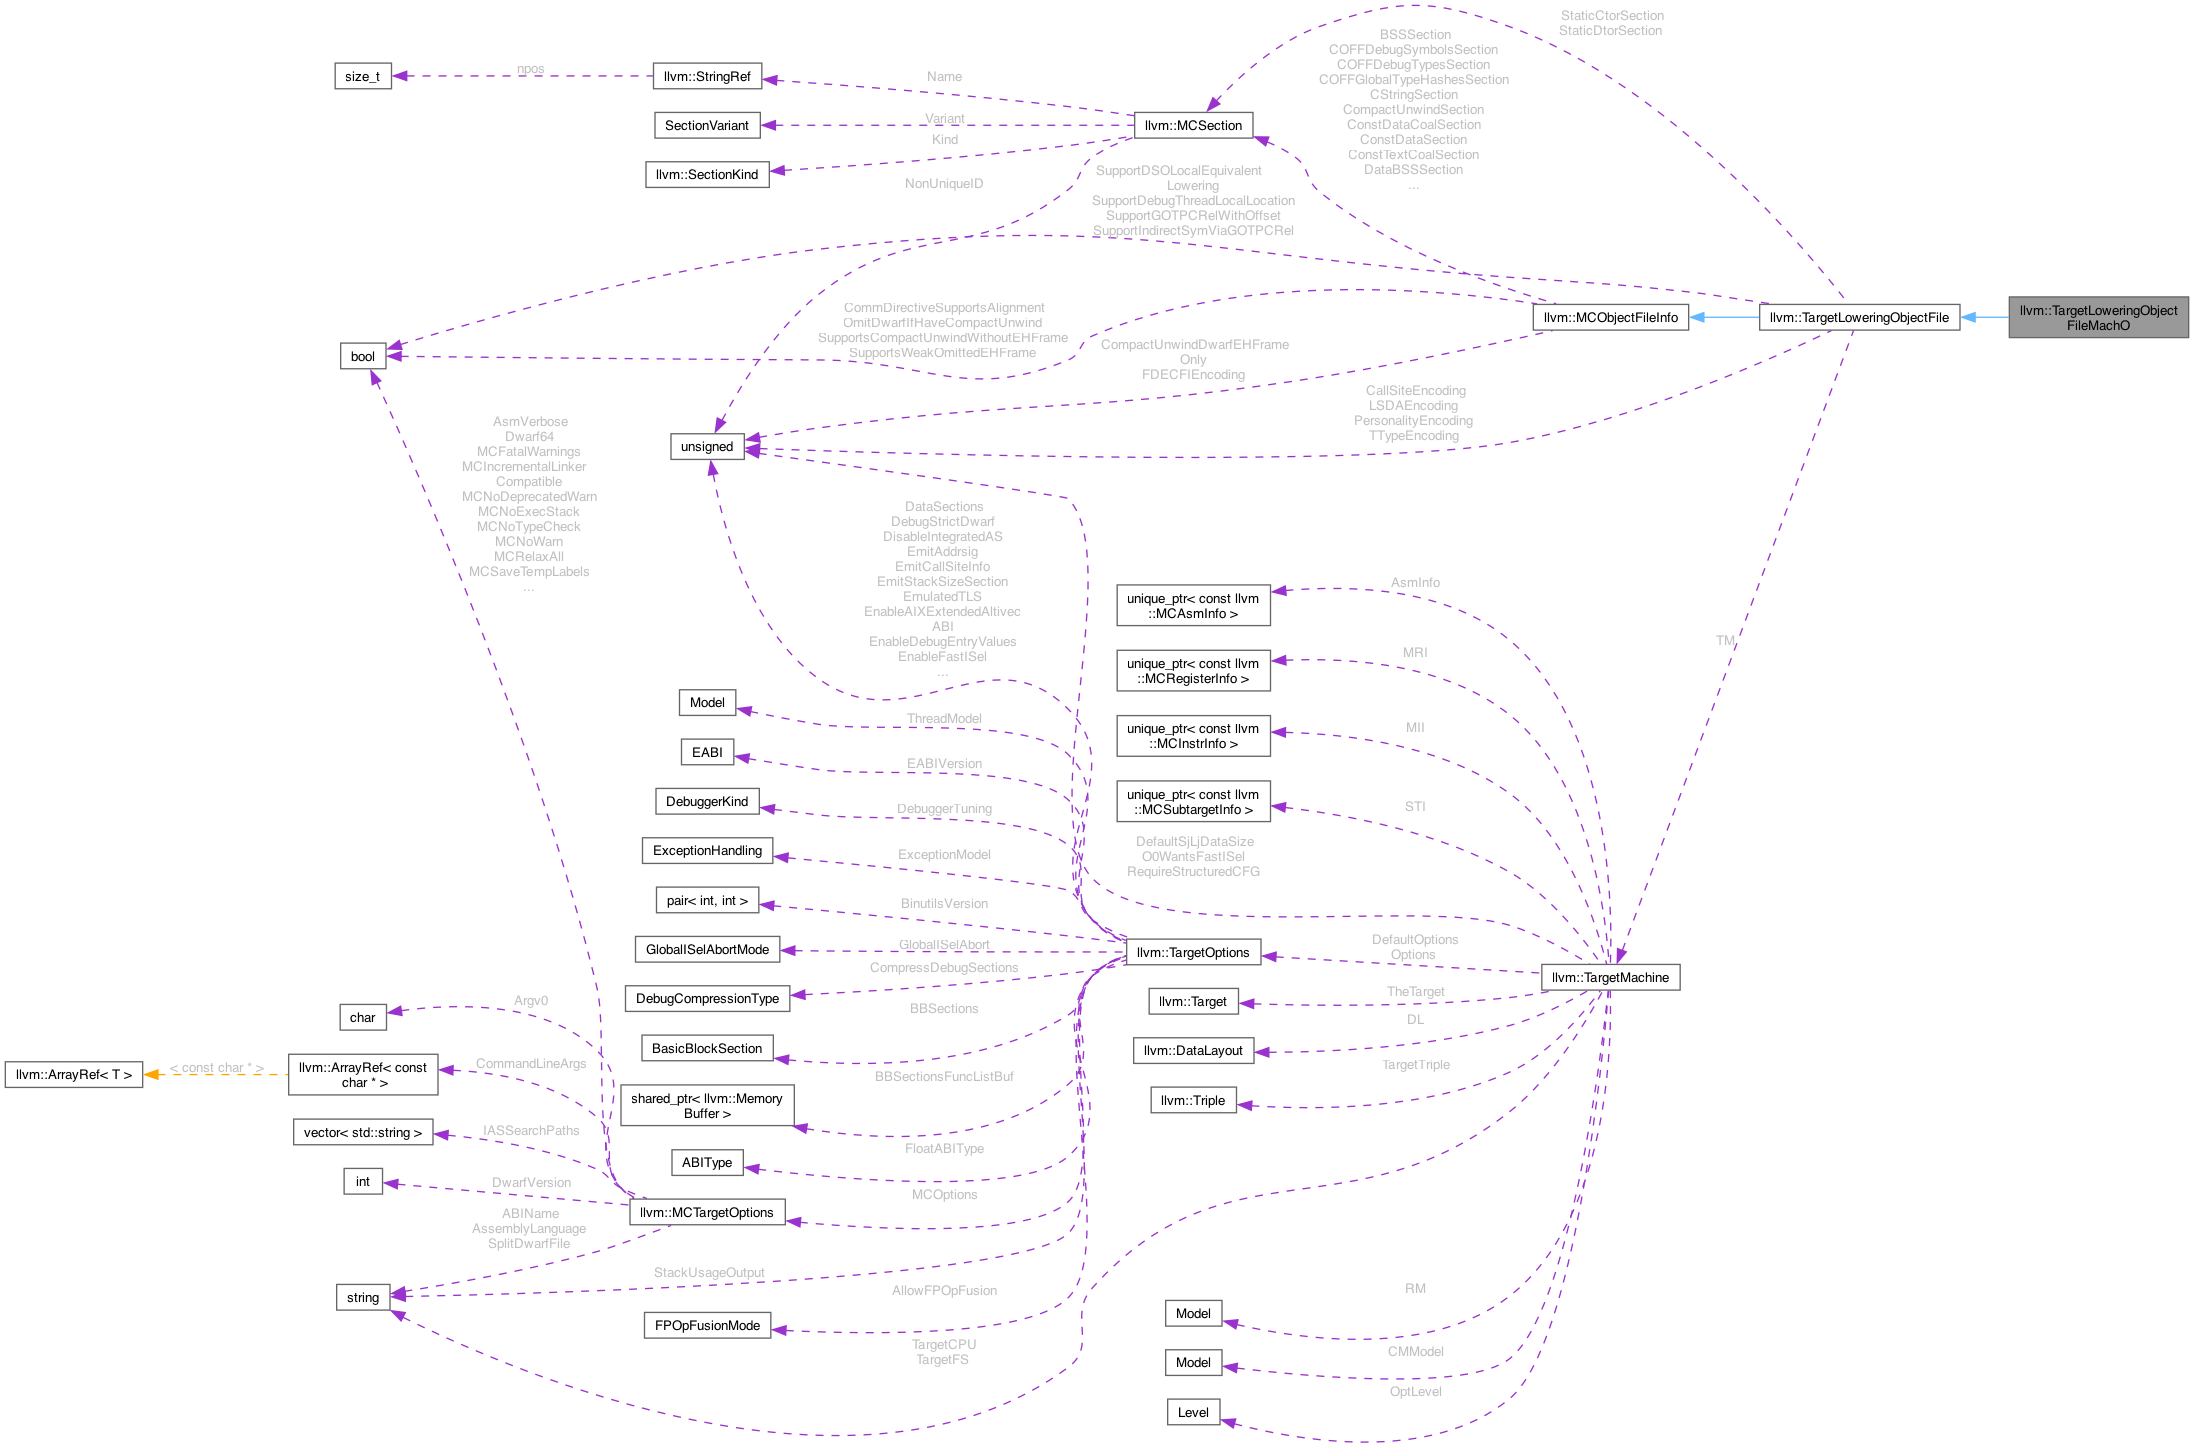 StaticCtorSection
StaticDtorSection
BSSSection
COFFDebugSymbolsSection
COFFDebugTypesSection
COFFGlobalTypeHashesSection
CStringSection
CompactUnwindSection
ConstDataCoalSection
ConstDataSection
ConstTextCoalSection
DataBSSSection
...
size_t
npos
llvm::StringRef
Name
SectionVariant
Variant
llvm::MCSection
Kind
llvm::SectionKind
NonUniqueID
SupportDSOLocalEquivalent
Lowering
SupportDebugThreadLocalLocation
SupportGOTPCRelWithOffset
SupportIndirectSymViaGOTPCRel
CommDirectiveSupportsAlignment
OmitDwarfIfHaveCompactUnwind
SupportsCompactUnwindWithoutEHFrame
SupportsWeakOmittedEHFrame
llvm::MCObjectFileInfo
llvm::TargetLoweringObjectFile
llvm::TargetLoweringObject
FileMachO
bool
CompactUnwindDwarfEHFrame
Only
FDECFIEncoding
CallSiteEncoding
LSDAEncoding
PersonalityEncoding
TTypeEncoding
unsigned
AsmVerbose
Dwarf64
MCFatalWarnings
MCIncrementalLinker
Compatible
MCNoDeprecatedWarn
MCNoExecStack
MCNoTypeCheck
MCNoWarn
MCRelaxAll
MCSaveTempLabels
...
DataSections
DebugStrictDwarf
DisableIntegratedAS
EmitAddrsig
EmitCallSiteInfo
EmitStackSizeSection
EmulatedTLS
EnableAIXExtendedAltivec
ABI
EnableDebugEntryValues
EnableFastISel
...
unique_ptr< const llvm
::MCAsmInfo >
AsmInfo
unique_ptr< const llvm
::MCRegisterInfo >
MRI
TM
unique_ptr< const llvm
::MCInstrInfo >
MII
unique_ptr< const llvm
::MCSubtargetInfo >
STI
Model
ThreadModel
EABI
EABIVersion
DebuggerKind
DebuggerTuning
ExceptionHandling
ExceptionModel
DefaultSjLjDataSize
O0WantsFastISel
RequireStructuredCFG
pair< int, int >
BinutilsVersion
GlobalISelAbortMode
GlobalISelAbort
llvm::TargetOptions
DefaultOptions
Options
llvm::TargetMachine
DebugCompressionType
CompressDebugSections
llvm::Target
TheTarget
BasicBlockSection
BBSections
llvm::DataLayout
DL
char
Argv0
llvm::ArrayRef< T >
< const char * >
llvm::ArrayRef< const
char * >
CommandLineArgs
shared_ptr< llvm::Memory
Buffer >
BBSectionsFuncListBuf
llvm::Triple
TargetTriple
vector< std::string >
IASSearchPaths
ABIType
FloatABIType
int
DwarfVersion
llvm::MCTargetOptions
MCOptions
ABIName
AssemblyLanguage
SplitDwarfFile
string
StackUsageOutput
FPOpFusionMode
AllowFPOpFusion
TargetCPU
TargetFS
Model
RM
Model
CMModel
Level
OptLevel